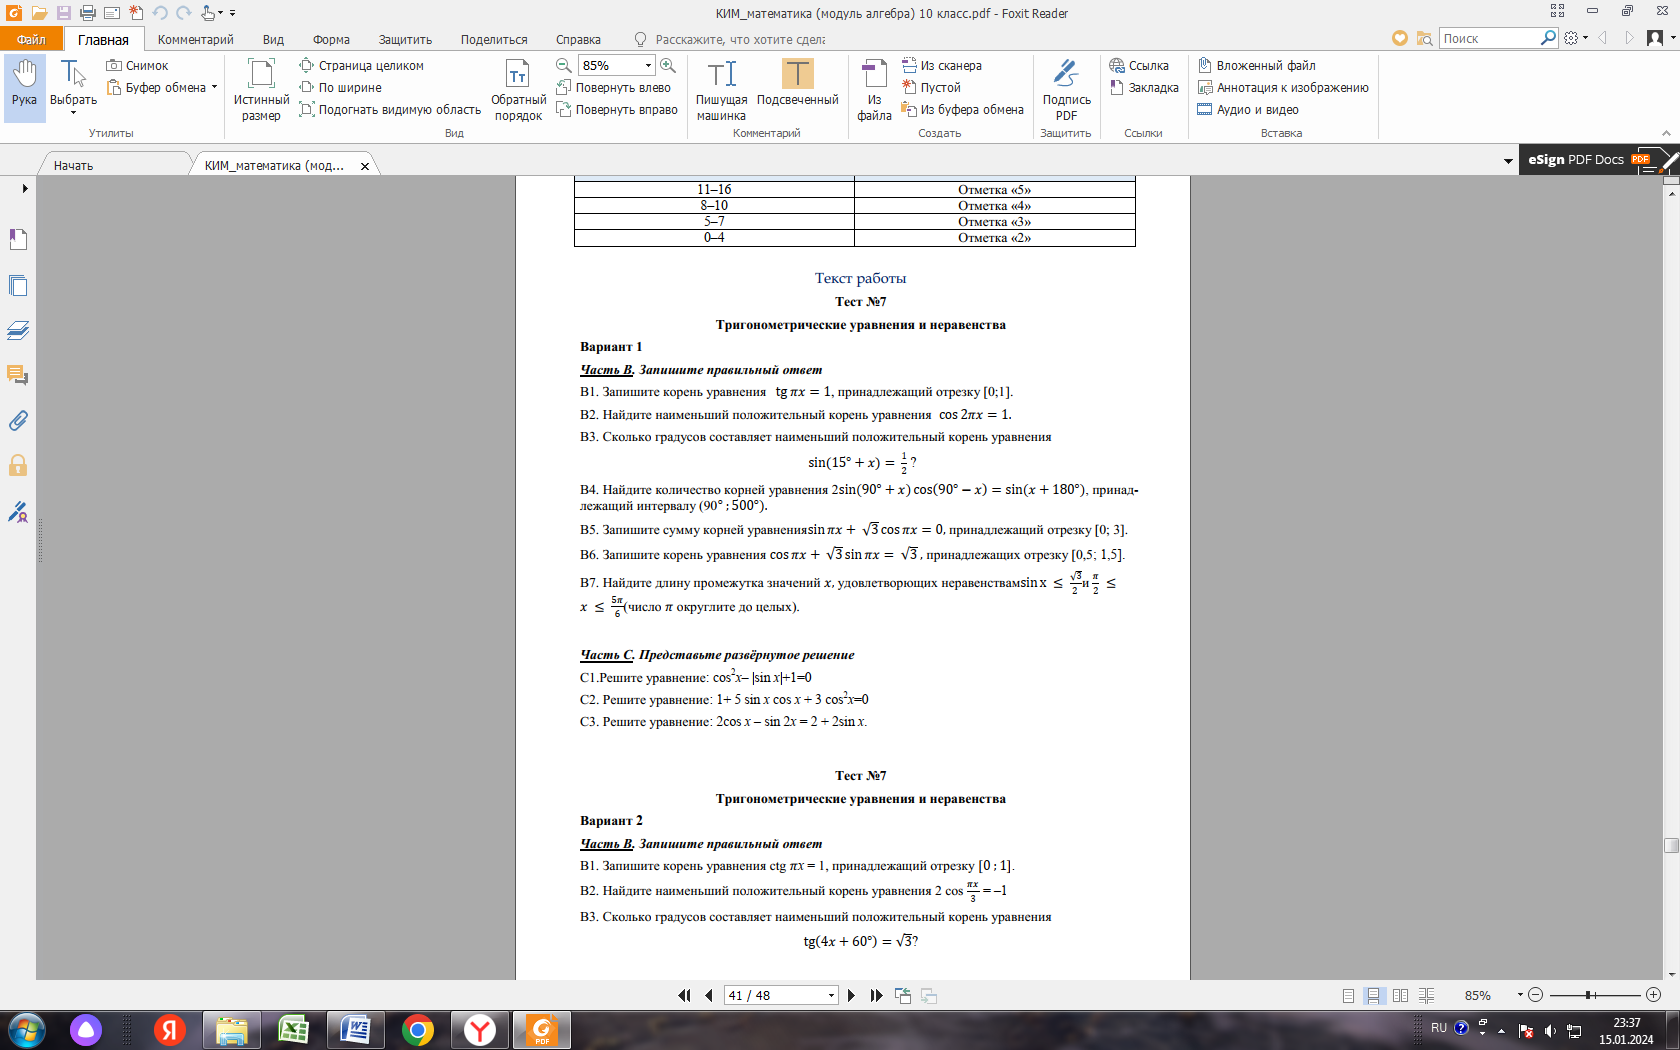 КИМ_математика (модуль алгебра) 10 класс.pdf - Foxit Reader
Файл Главная Комментарий Вид Форма Защитить Поделиться Справка Расскажите, что хотите сдела Поиск
Рука Выбрать Снимок Буфер обмена Утилиты
Истинный размер Страница целиком По ширине Подогнать видимую область Обратный порядок 85% Повернуть влево Повернуть вправо Вид
Пишущая машинка Подсвеченный Комментарий
Из файла Из сканера Пустой Из буфера обмена Создать
Подпись PDF Защитить
Ссылка Закладка Ссылки
Вложенный файл Аннотация к изображению Аудио и видео Вставка
Начать КИМ_математика (мод... eSign PDF Docs PDF
11–16 Отметка «5»
8–10 Отметка «4»
5–7 Отметка «3»
0–4 Отметка «2»
Текст работы
Тест №7
Тригонометрические уравнения и неравенства
Вариант 1
Часть В. Запишите правильный ответ
В1. Запишите корень уравнения tg πx = 1, принадлежащий отрезку [0;1].
В2. Найдите наименьший положительный корень уравнения cos 2πx = 1.
В3. Сколько градусов составляет наименьший положительный корень уравнения
sin(15° + x) = 1/2 ?
В4. Найдите количество корней уравнения 2sin(90° + x) cos(90° − x) = sin(x + 180°), принад-
лежащий интервалу (90° ; 500°).
В5. Запишите сумму корней уравненияsin πx + √3 cos πx = 0, принадлежащий отрезку [0; 3].
В6. Запишите корень уравнения cos πx + √3 sin πx = √3 , принадлежащих отрезку [0,5; 1,5].
В7. Найдите длину промежутка значений x, удовлетворющих неравенствамsin x ≤ √3/2 и π/2 ≤
x ≤ 5π/6 (число π округлите до целых).
Часть С. Представьте развёрнутое решение
С1.Решите уравнение: cos²x– |sin x|+1=0
С2. Решите уравнение: 1+ 5 sin x cos x + 3 cos²x=0
С3. Решите уравнение: 2cos x – sin 2x = 2 + 2sin x.
Тест №7
Тригонометрические уравнения и неравенства
Вариант 2
Часть В. Запишите правильный ответ
В1. Запишите корень уравнения ctg πx = 1, принадлежащий отрезку [0 ; 1].
В2. Найдите наименьший положительный корень уравнения 2 cos πx/3 = –1
В3. Сколько градусов составляет наименьший положительный корень уравнения
tg(4x + 60°) = √3?
41 / 48 85%
RU 23:37
15.01.2024